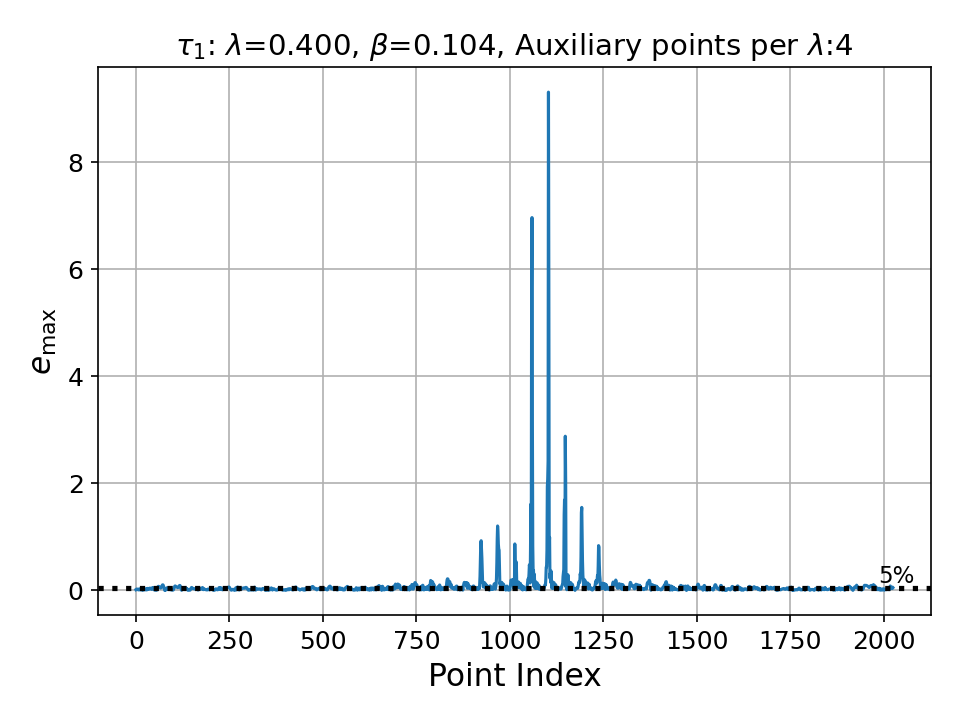 τ₁: λ=0.400, β=0.104, Auxiliary points per λ:4
8
6
4
2
0
e_max
5%
0 250 500 750 1000 1250 1500 1750 2000
Point Index